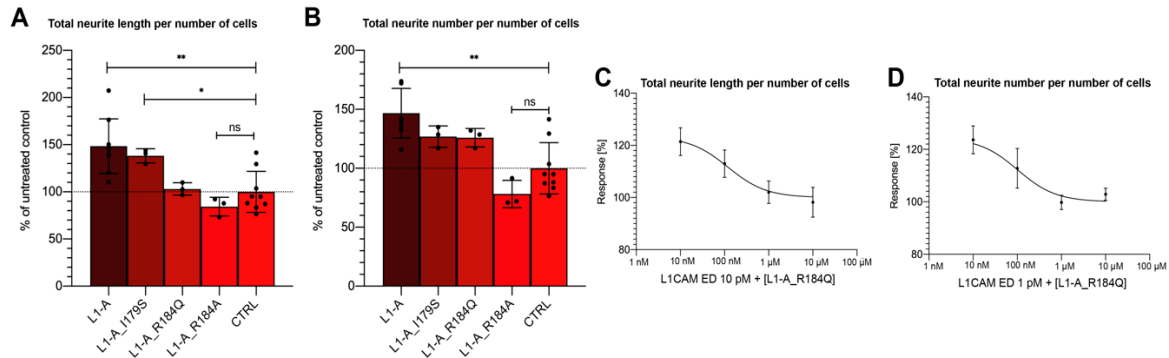 A
Total neurite length per number of cells
**
*
ns
% of untreated control
250
200
150
100
50
0
L1-A
L1-A_I179S
L1-A_R184Q
L1-A_R184A
CTRL
B
Total neurite number per number of cells
**
ns
% of untreated control
200
150
100
50
0
L1-A
L1-A_I179S
L1-A_R184Q
L1-A_R184A
CTRL
C
Total neurite length per number of cells
Response [%]
140
120
100
80
1 nM
10 nM
100 nM
1 µM
10 µM
100 µM
L1CAM ED 10 pM + [L1-A_R184Q]
D
Total neurite number per number of cells
Response [%]
140
120
100
80
1 nM
10 nM
100 nM
1 µM
10 µM
100 µM
L1CAM ED 1 pM + [L1-A_R184Q]